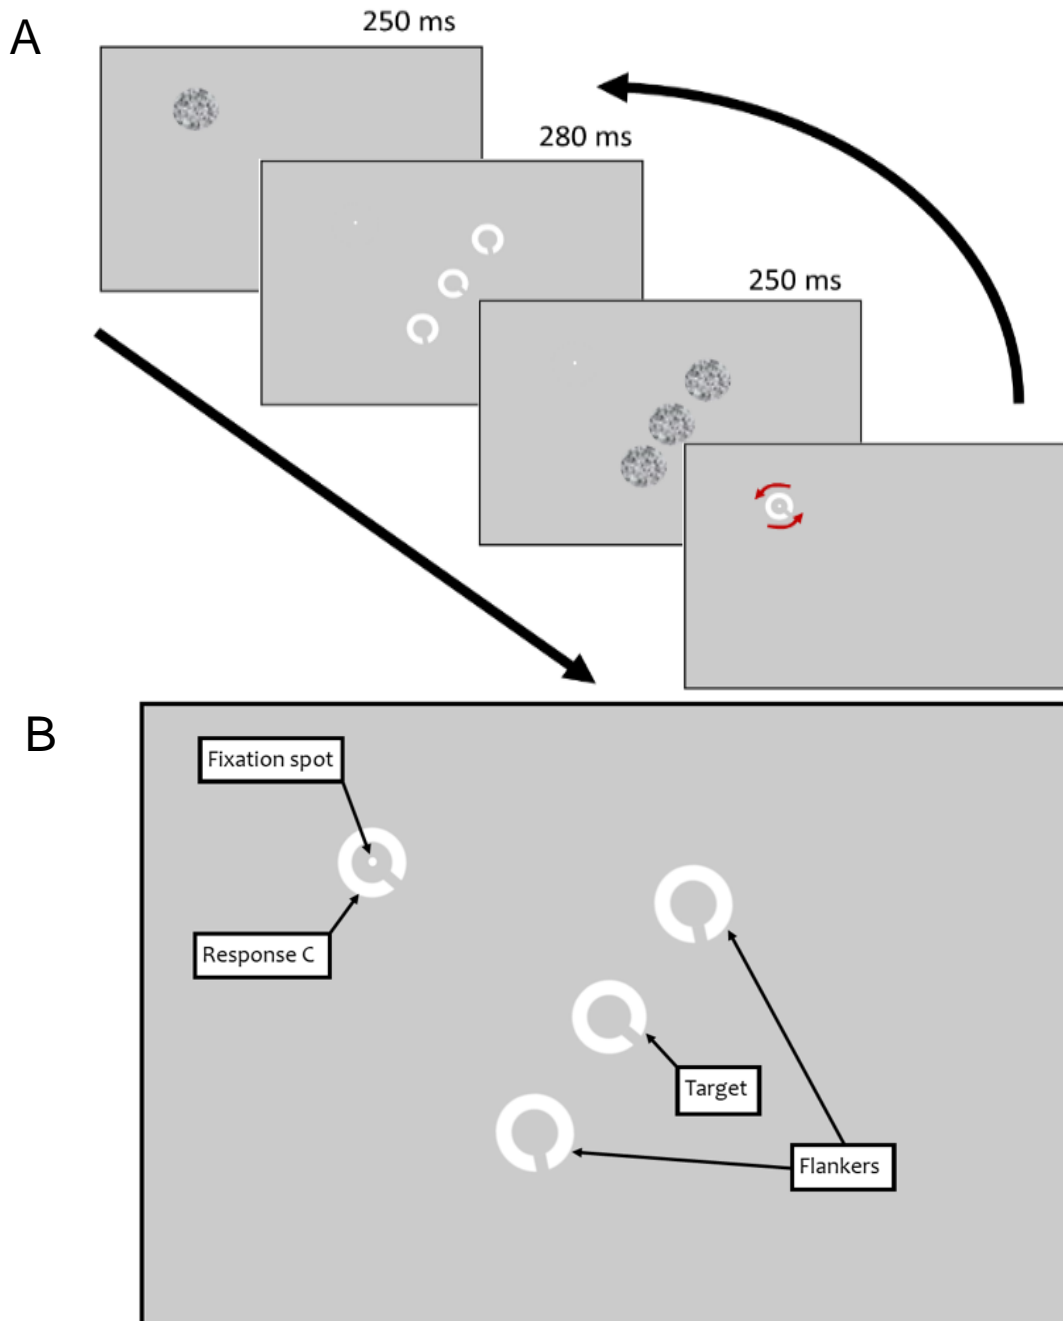 A
250 ms
280 ms
250 ms
B
Fixation spot
Response C
Target
Flankers